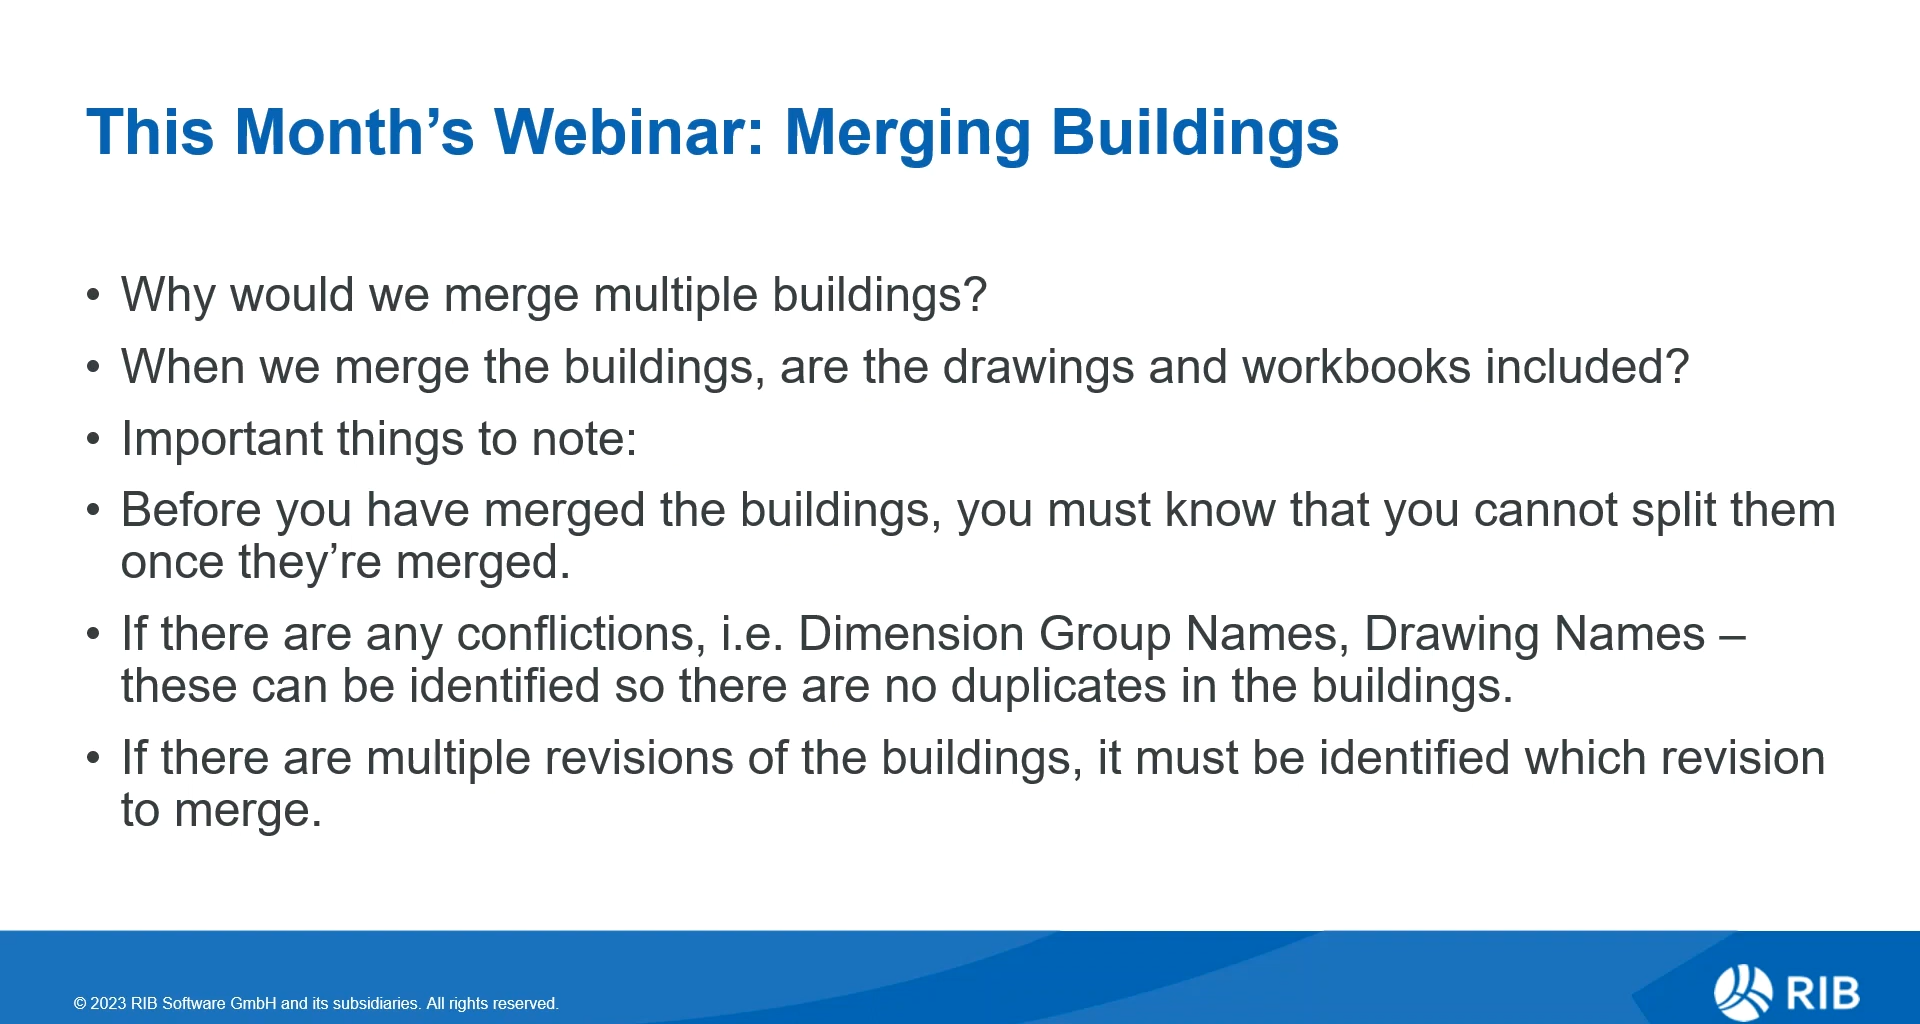 This Month’s Webinar: Merging Buildings
• Why would we merge multiple buildings?
• When we merge the buildings, are the drawings and workbooks included?
• Important things to note:
• Before you have merged the buildings, you must know that you cannot split them
once they’re merged.
• If there are any conflictions, i.e. Dimension Group Names, Drawing Names –
these can be identified so there are no duplicates in the buildings.
• If there are multiple revisions of the buildings, it must be identified which revision
to merge.
© 2023 RIB Software GmbH and its subsidiaries. All rights reserved.
RIB